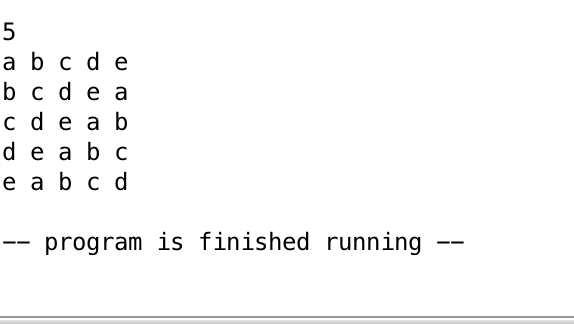 5
a b c d e
b c d e a
c d e a b
d e a b c
e a b c d
-- program is finished running --